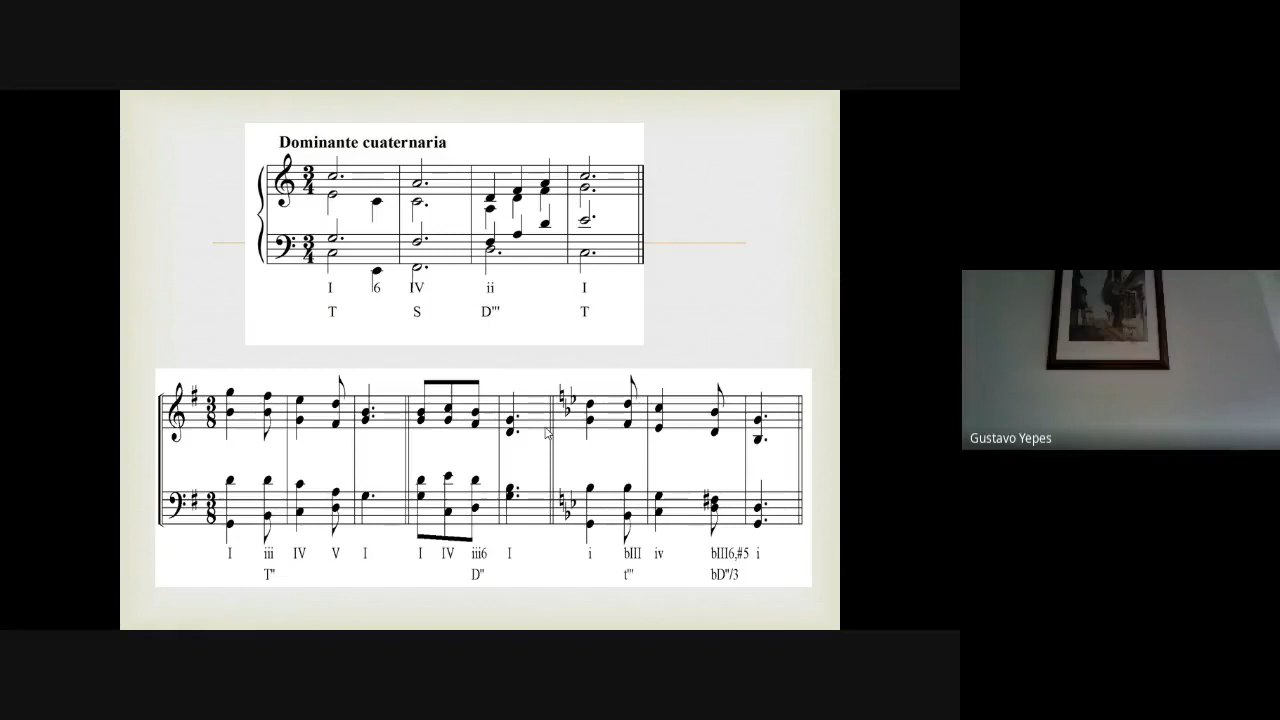 Dominante cuaternaria
I 6 IV ii I
T S D''' T
I iii IV V I I IV iii6 I i bIII iv bIII6,#5 i
T'' D'' t''' bD''/3
Gustavo Yepes